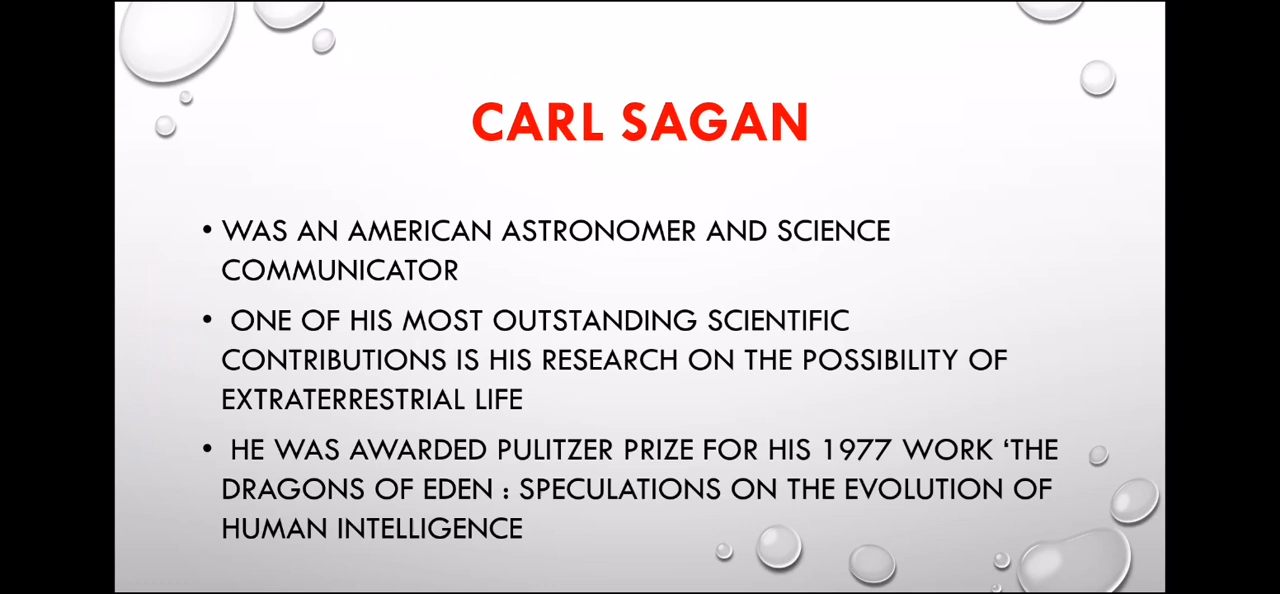 CARL SAGAN
• WAS AN AMERICAN ASTRONOMER AND SCIENCE
COMMUNICATOR
• ONE OF HIS MOST OUTSTANDING SCIENTIFIC
CONTRIBUTIONS IS HIS RESEARCH ON THE POSSIBILITY OF
EXTRATERRESTRIAL LIFE
• HE WAS AWARDED PULITZER PRIZE FOR HIS 1977 WORK ‘THE
DRAGONS OF EDEN : SPECULATIONS ON THE EVOLUTION OF
HUMAN INTELLIGENCE